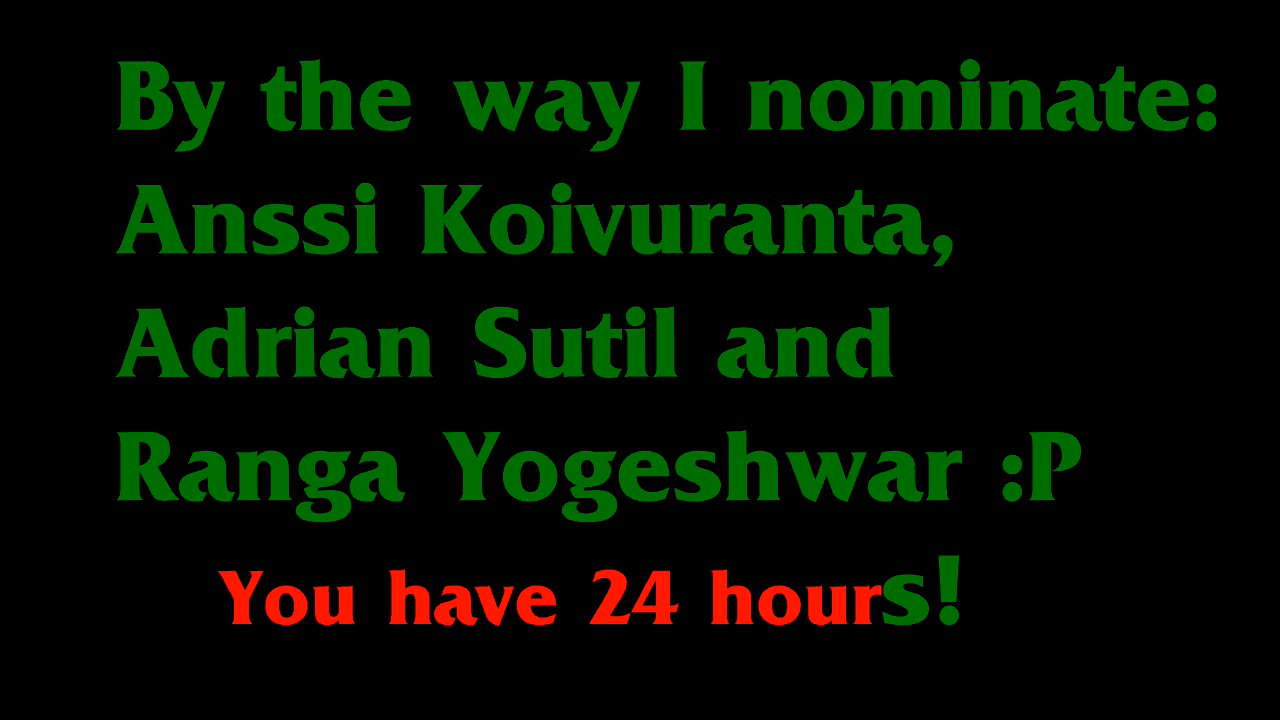 By the way I nominate:
Anssi Koivuranta,
Adrian Sutil and
Ranga Yogeshwar :P
You have 24 hours!